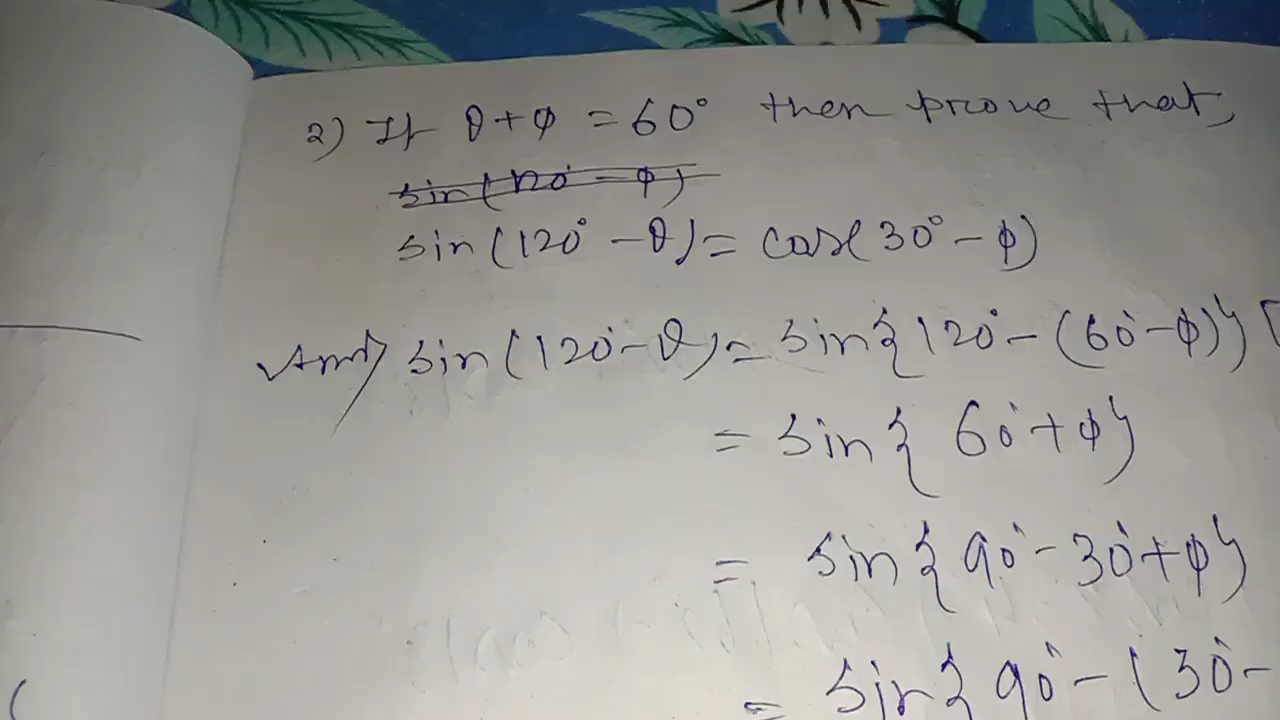 2) If θ+φ = 60° then prove that,
sin(120° - φ)
sin(120° - θ) = cos(30° - φ)
Ans) sin(120° - θ) = sin{120° - (60° - φ)} [
= sin{60° + φ}
= sin{90° - 30° + φ}
= sin{90° - (30° -
(